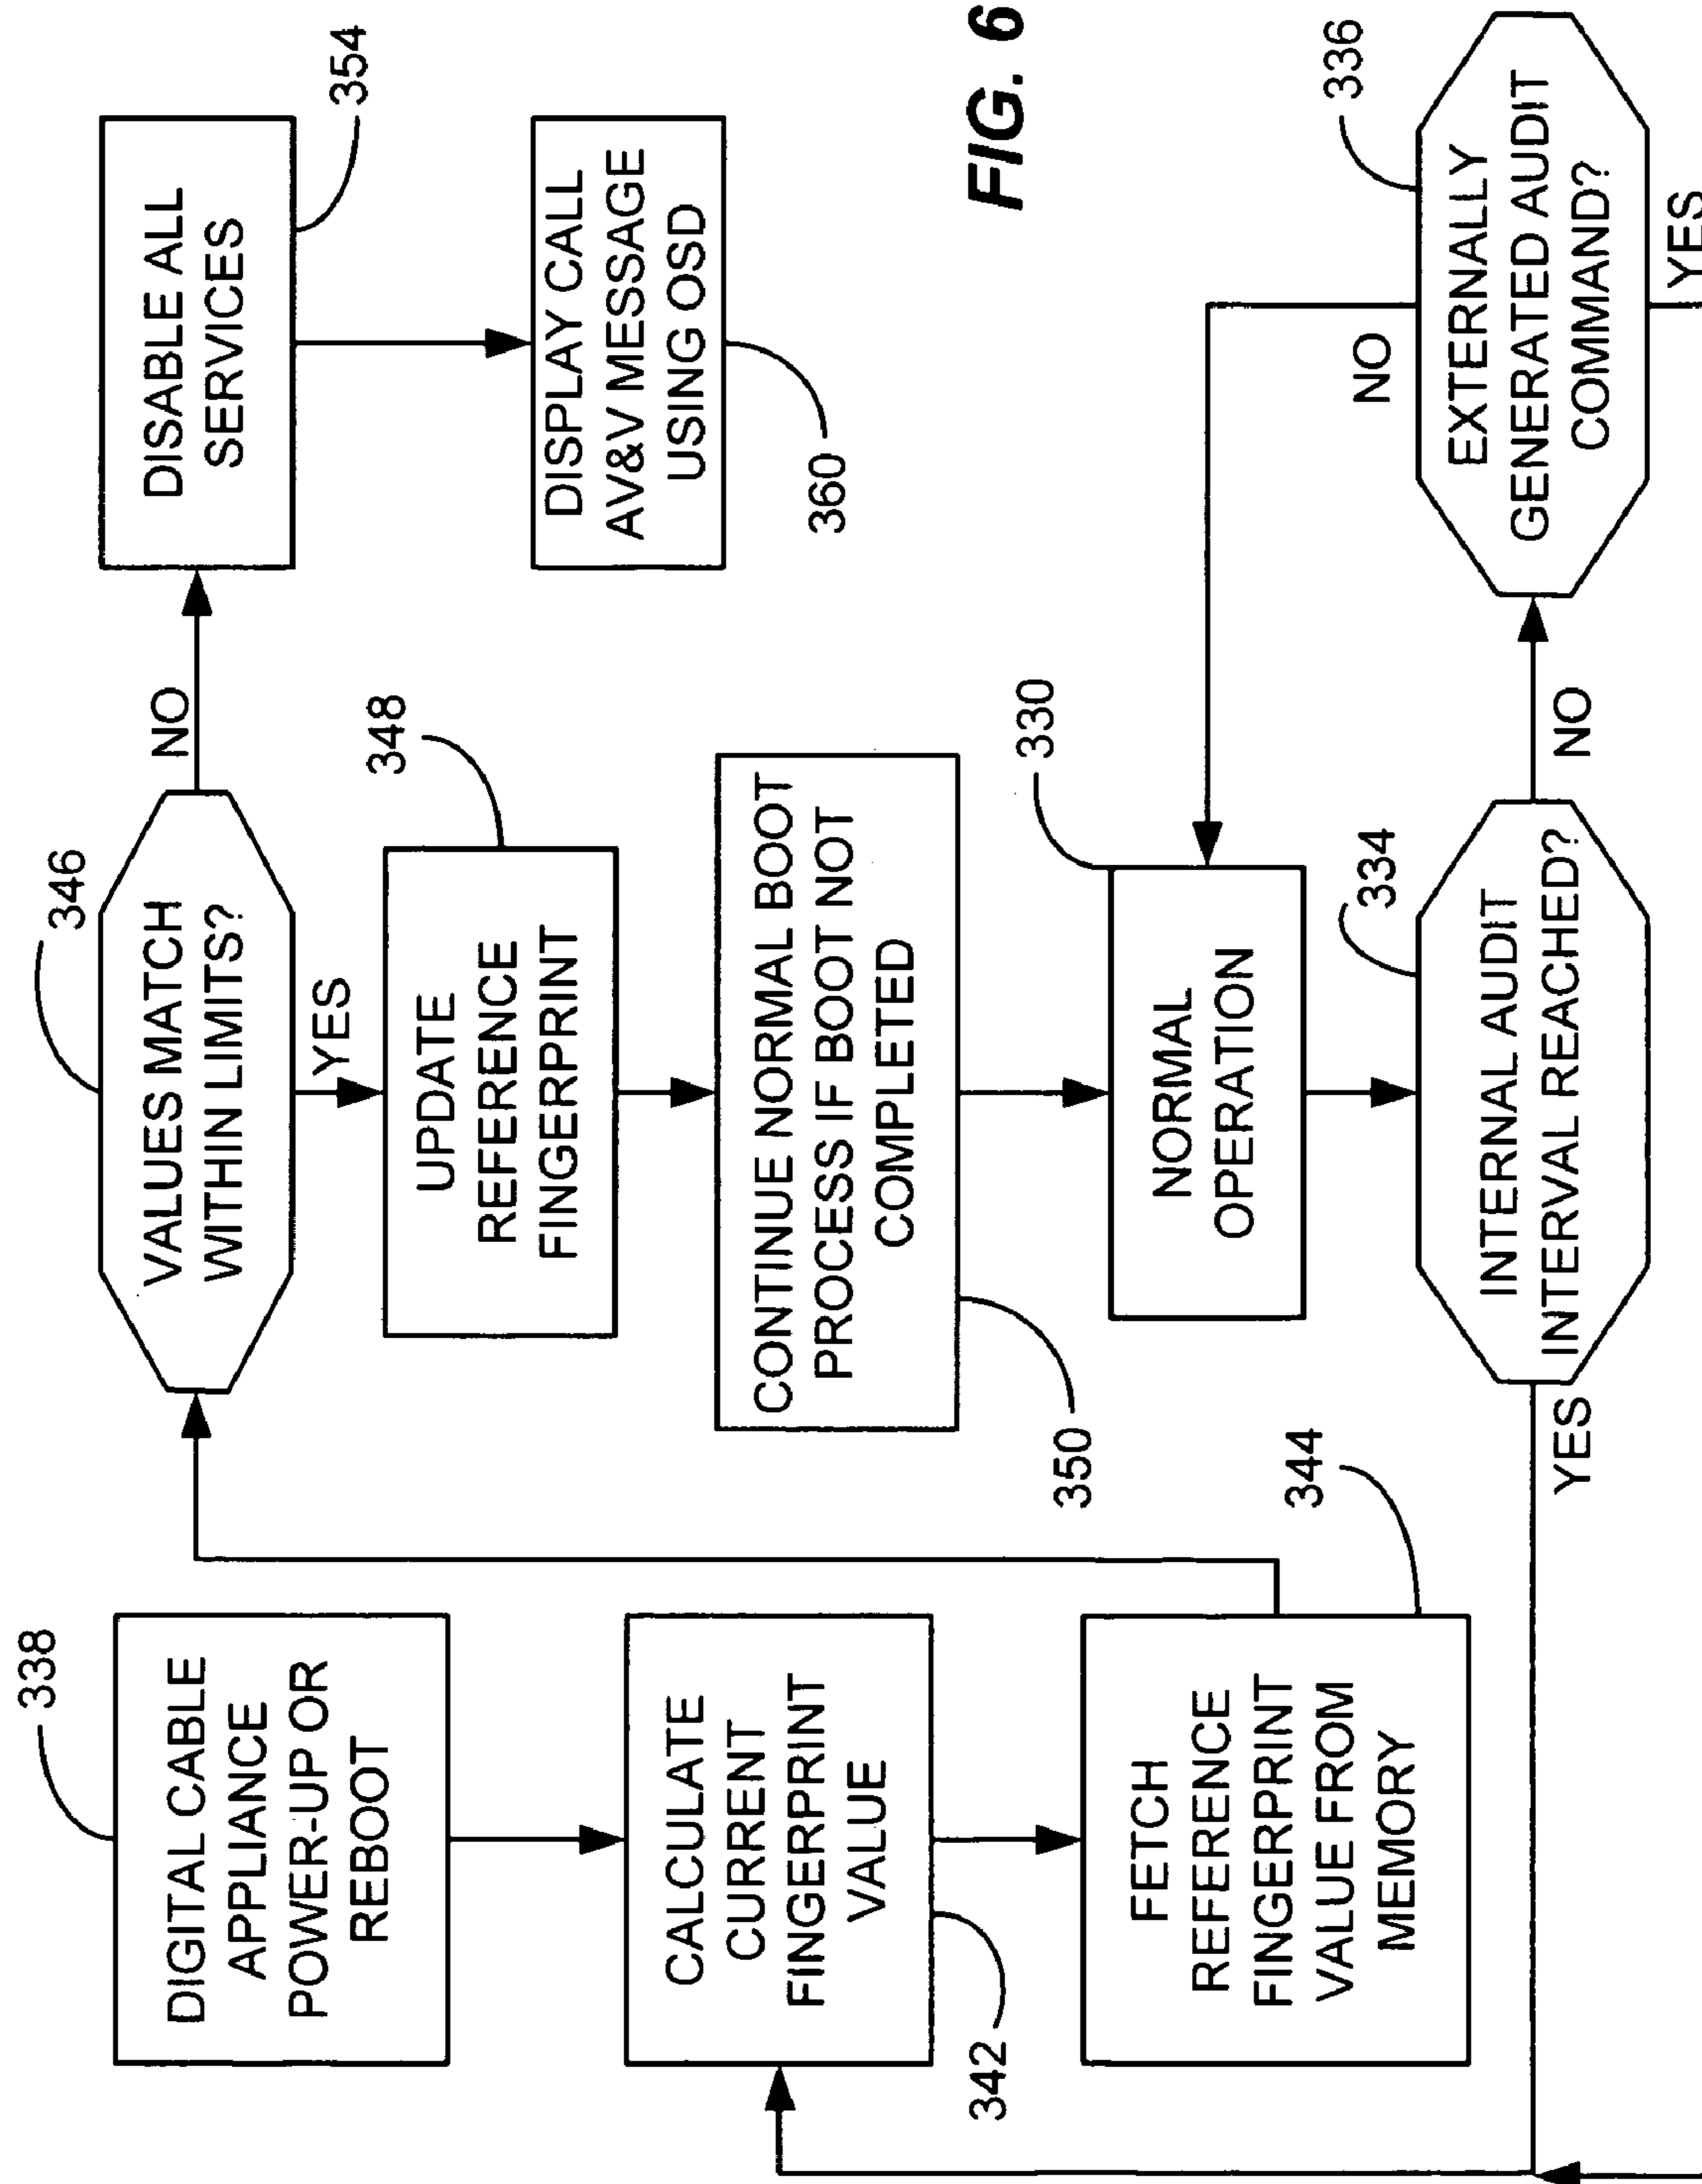 338
DIGITAL CABLE
APPLIANCE
POWER-UP OR
REBOOT
CALCULATE
CURRENT
FINGERPRINT
VALUE
342
FETCH
REFERENCE
FINGERPRINT
VALUE FROM
MEMORY
344
346
VALUES MATCH
WITHIN LIMITS?
NO
YES
348
UPDATE
REFERENCE
FINGERPRINT
CONTINUE NORMAL BOOT
PROCESS IF BOOT NOT
COMPLETED
350
330
NORMAL
OPERATION
334
INTERNAL AUDIT
INTERVAL REACHED?
YES
NO
DISABLE ALL
SERVICES
354
DISPLAY CALL
AV&V MESSAGE
USING OSD
360
336
EXTERNALLY
GENERATED AUDIT
COMMAND?
NO
YES
FIG. 6